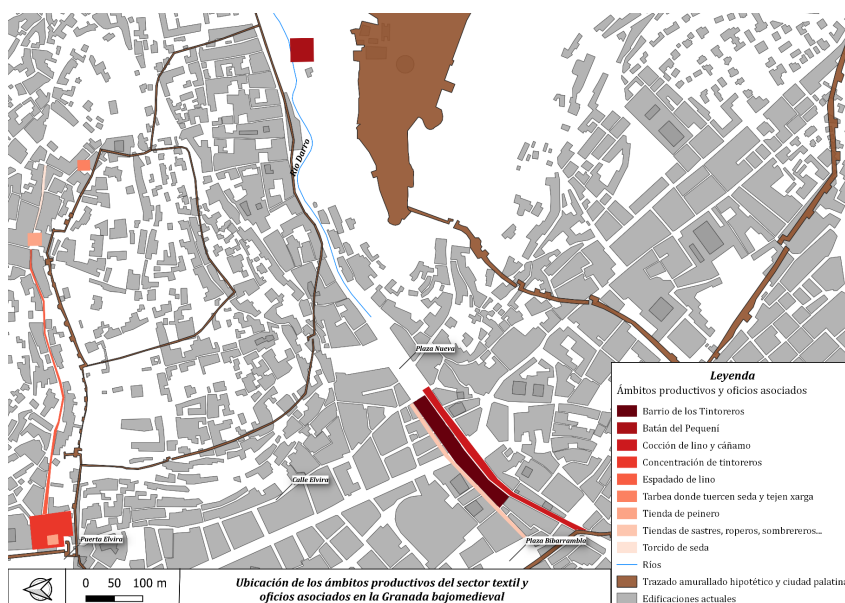 Río Darro
Plaza Nueva
Calle Elvira
Puerta Elvira
Plaza Bibarrambla
Leyenda
Ámbitos productivos y oficios asociados
Barrio de los Tintoreros
Batán del Pequení
Cocción de lino y cáñamo
Concentración de tintoreros
Espadado de lino
Tarbea donde tuercen seda y tejen xarga
Tienda de peinero
Tiendas de sastres, roperos, sombrereros...
Torcido de seda
Ríos
Trazado amurallado hipotético y ciudad palatina
Edificaciones actuales
0 50 100 m
Ubicación de los ámbitos productivos del sector textil y
oficios asociados en la Granada bajomedieval